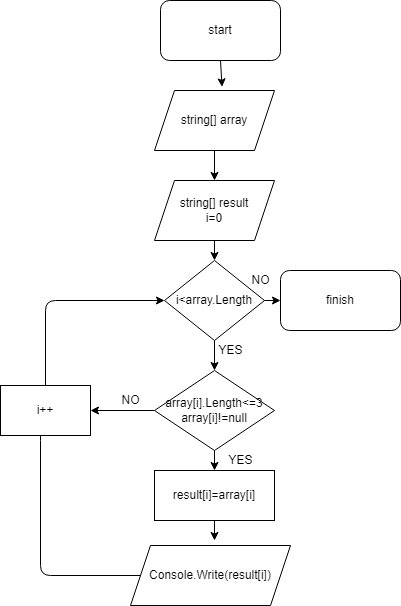 start
string[] array
string[] result
i=0
i<array.Length
NO
finish
YES
array[i].Length<=3
array[i]!=null
NO
i++
YES
result[i]=array[i]
Console.Write(result[i])